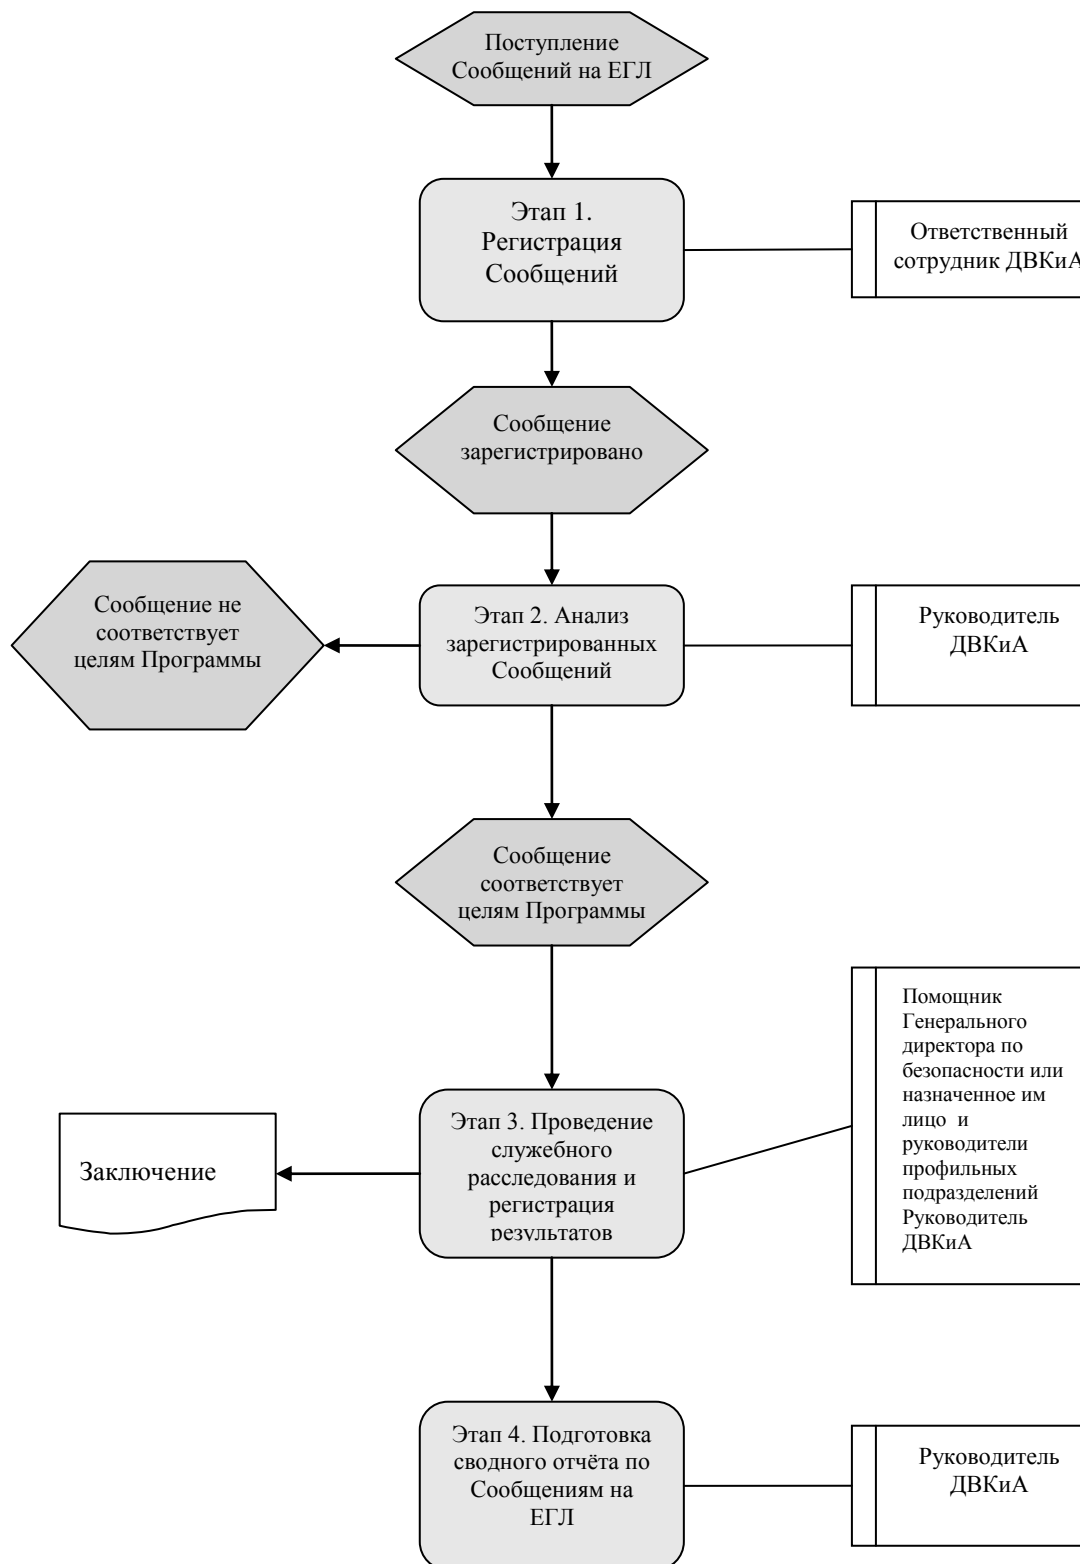 Поступление
Сообщений на ЕГЛ
Этап 1.
Регистрация
Сообщений
Ответственный
сотрудник ДВКиА
Сообщение
зарегистрировано
Сообщение не
соответствует
целям Программы
Этап 2. Анализ
зарегистрированных
Сообщений
Руководитель
ДВКиА
Сообщение
соответствует
целям Программы
Помощник
Генерального
директора по
безопасности или
назначенное им
лицо и
руководители
профильных
подразделений
Руководитель
ДВКиА
Заключение
Этап 3. Проведение
служебного
расследования и
регистрация
результатов
Этап 4. Подготовка
сводного отчёта по
Сообщениям на
ЕГЛ
Руководитель
ДВКиА